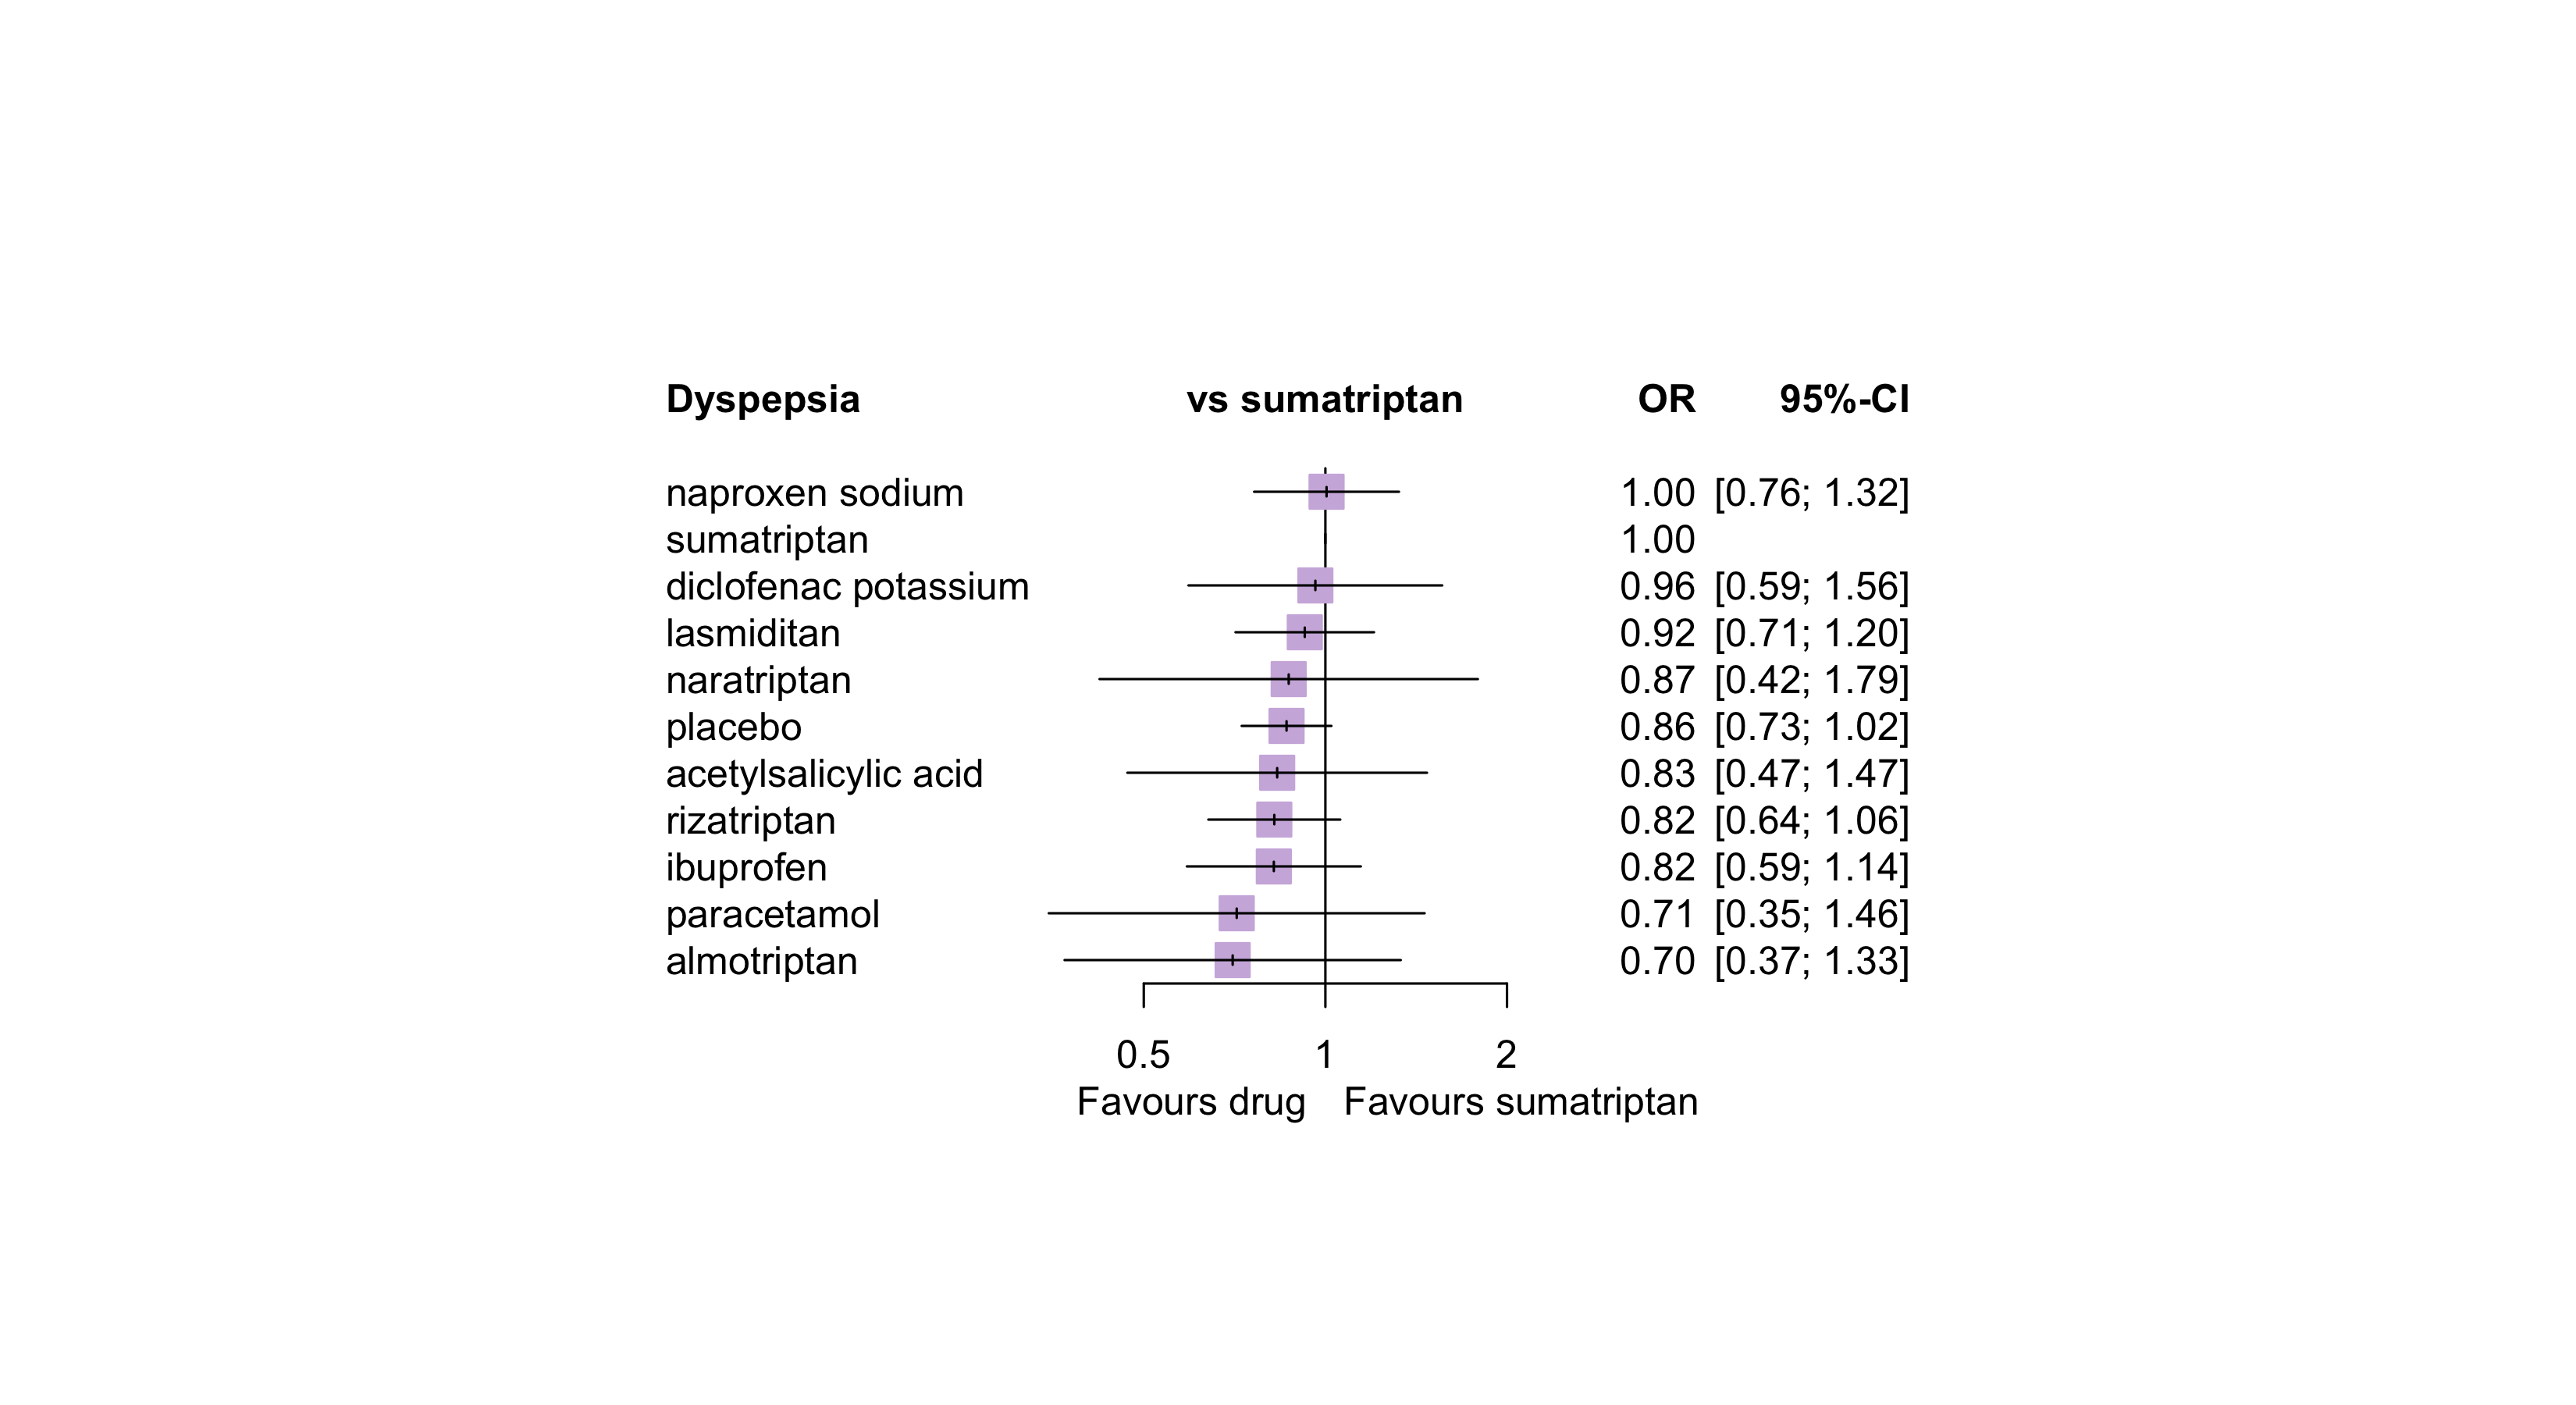 Dyspepsia vs sumatriptan OR 95%-CI
naproxen sodium 1.00 [0.76; 1.32]
sumatriptan 1.00
diclofenac potassium 0.96 [0.59; 1.56]
lasmiditan 0.92 [0.71; 1.20]
naratriptan 0.87 [0.42; 1.79]
placebo 0.86 [0.73; 1.02]
acetylsalicylic acid 0.83 [0.47; 1.47]
rizatriptan 0.82 [0.64; 1.06]
ibuprofen 0.82 [0.59; 1.14]
paracetamol 0.71 [0.35; 1.46]
almotriptan 0.70 [0.37; 1.33]
0.5 1 2
Favours drug Favours sumatriptan